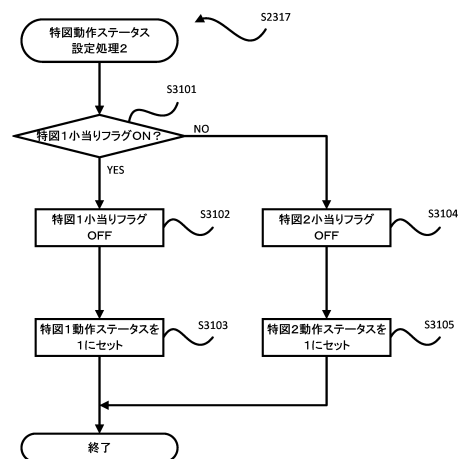 特図動作ステータス
設定処理2
S2317
S3101
特図1小当りフラグON？
NO
YES
特図1小当りフラグ
OFF
S3102
特図2小当りフラグ
OFF
S3104
特図1動作ステータスを
1にセット
S3103
特図2動作ステータスを
1にセット
S3105
終了